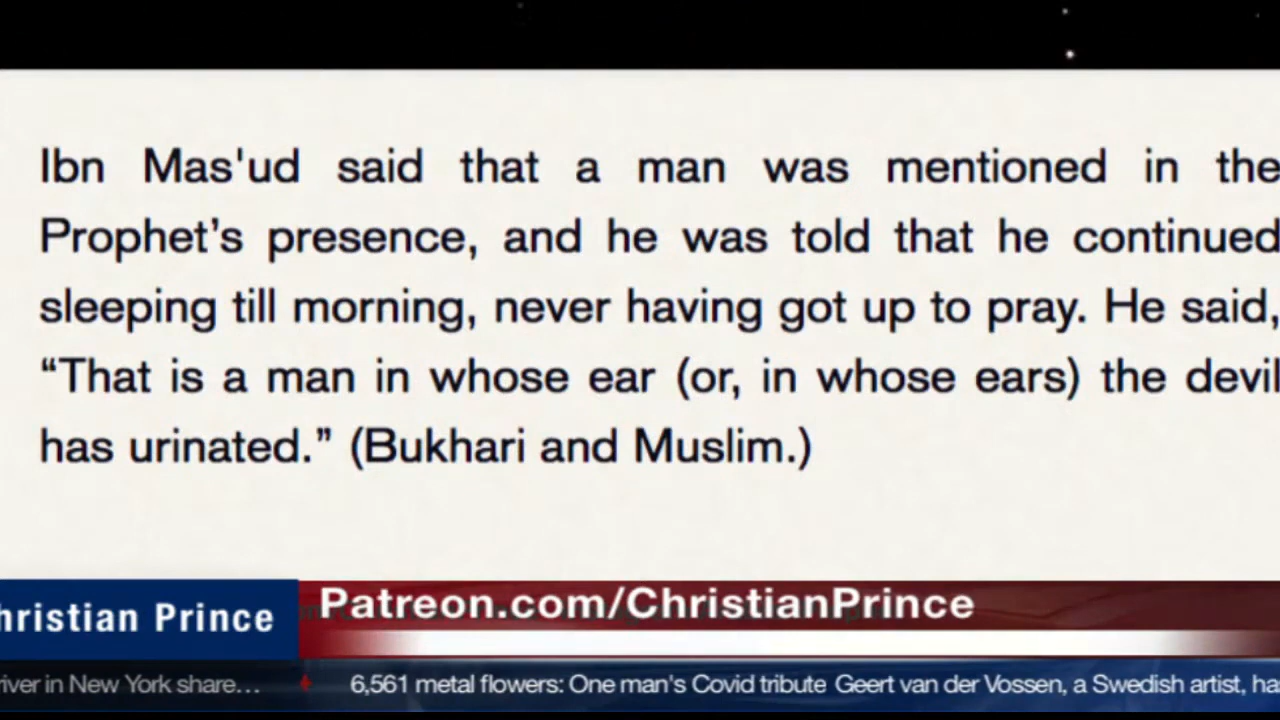 Ibn Mas'ud said that a man was mentioned in the
Prophet’s presence, and he was told that he continued
sleeping till morning, never having got up to pray. He said,
“That is a man in whose ear (or, in whose ears) the devil
has urinated.” (Bukhari and Muslim.)
hristian Prince
Patreon.com/ChristianPrince
river in New York share…
6,561 metal flowers: One man's Covid tribute Geert van der Vossen, a Swedish artist, ha